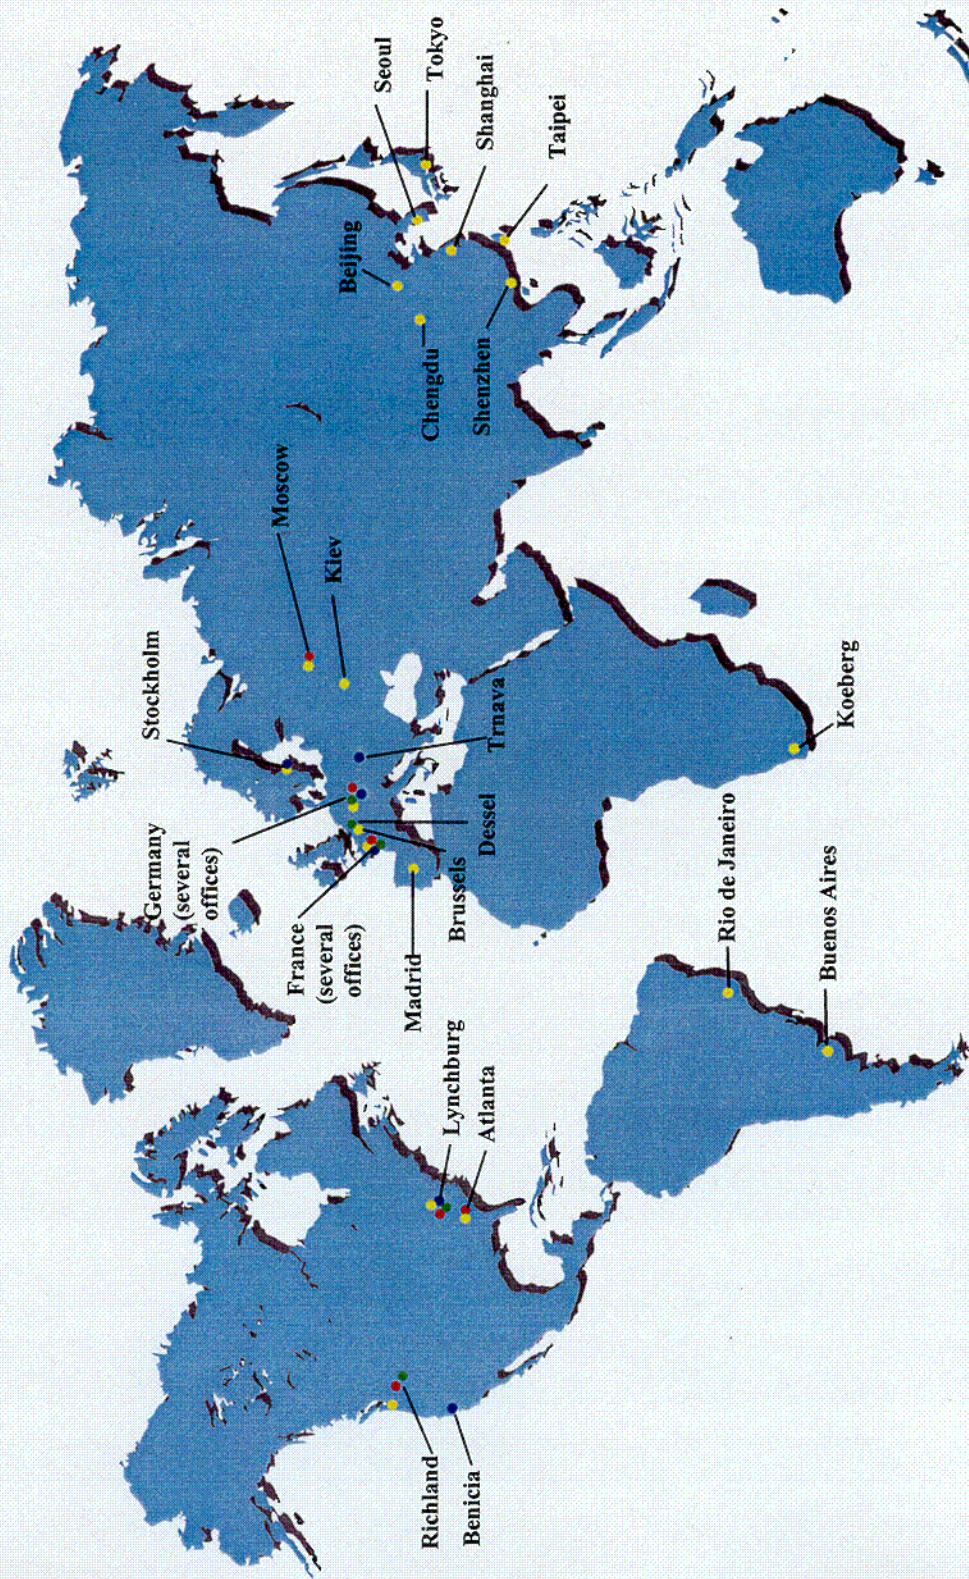 Stockholm
Germany
(several
offices)
France
(several
offices)
Madrid
Brussels
Dessel
Trnava
Moscow
Kiev
Beijing
Chengdu
Shenzhen
Seoul
Tokyo
Shanghai
Taipei
Lynchburg
Atlanta
Richland
Benicia
Rio de Janeiro
Buenos Aires
Koeberg